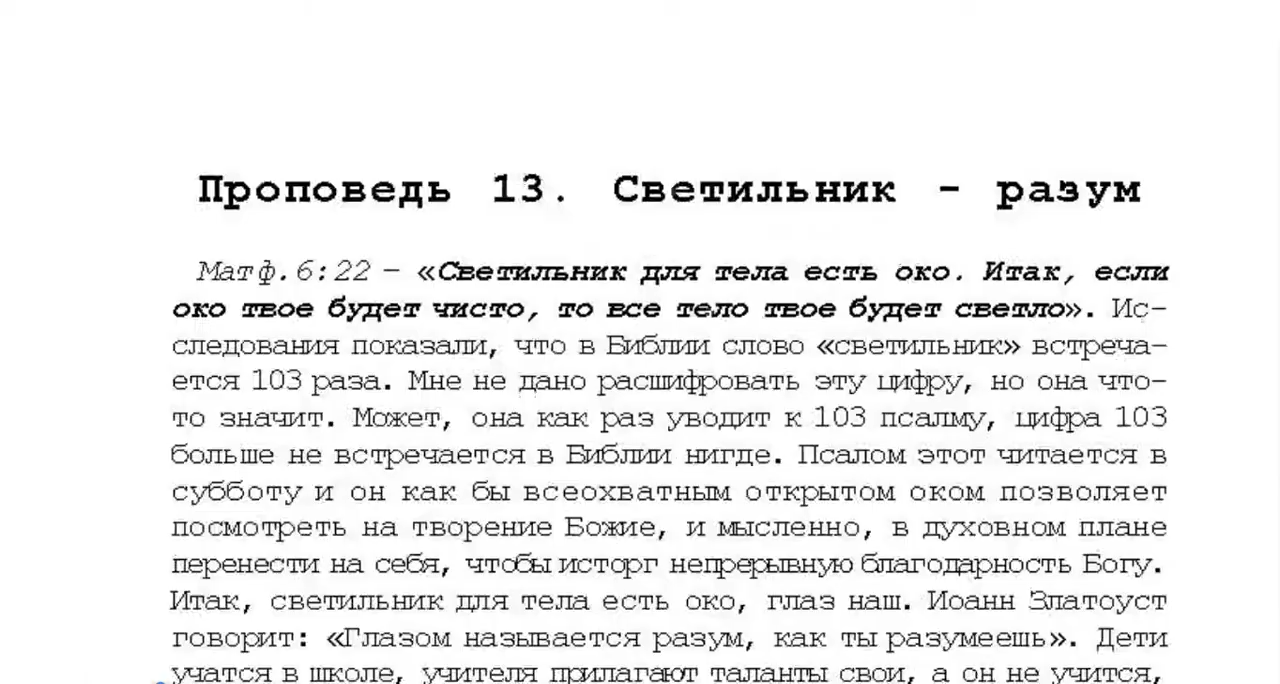 Проповедь 13. Светильник - разум
Матф.6:22 – «Светильник для тела есть око. Итак, если
око твое будет чисто, то все тело твое будет светло». Ис-
следования показали, что в Библии слово «светильник» встреча-
ется 103 раза. Мне не дано расшифровать эту цифру, но она что-
то значит. Может, она как раз уводит к 103 псалму, цифра 103
больше не встречается в Библии нигде. Псалом этот читается в
субботу и он как бы всеохватным открытом оком позволяет
посмотреть на творение Божие, и мысленно, в духовном плане
перенести на себя, чтобы исторг непрерывную благодарность Богу.
Итак, светильник для тела есть око, глаз наш. Иоанн Златоуст
говорит: «Глазом называется разум, как ты разумеешь». Дети
учатся в школе, учителя прилагают таланты свои, а он не учится,